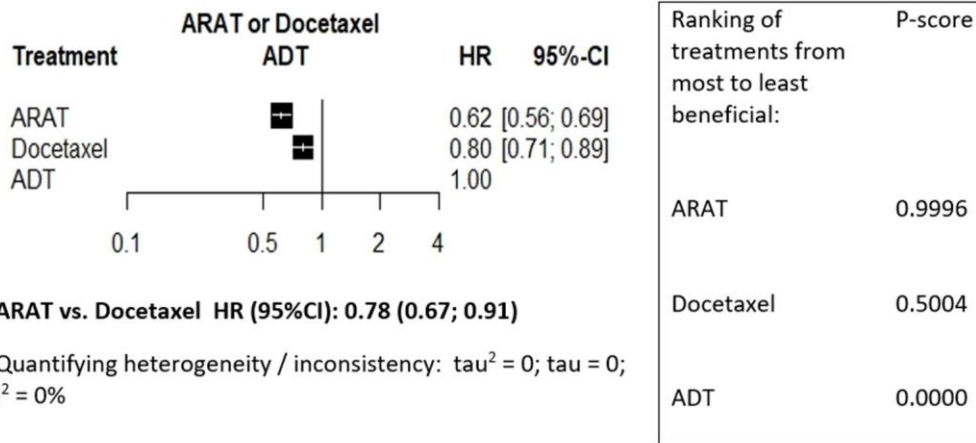 ARAT or Docetaxel
Treatment ADT HR 95%-CI
ARAT 0.62 [0.56; 0.69]
Docetaxel 0.80 [0.71; 0.89]
ADT 1.00
0.1 0.5 1 2 4
ARAT vs. Docetaxel HR (95%CI): 0.78 (0.67; 0.91)
Quantifying heterogeneity / inconsistency: tau² = 0; tau = 0;
² = 0%
Ranking of P-score
treatments from
most to least
beneficial:
ARAT 0.9996
Docetaxel 0.5004
ADT 0.0000